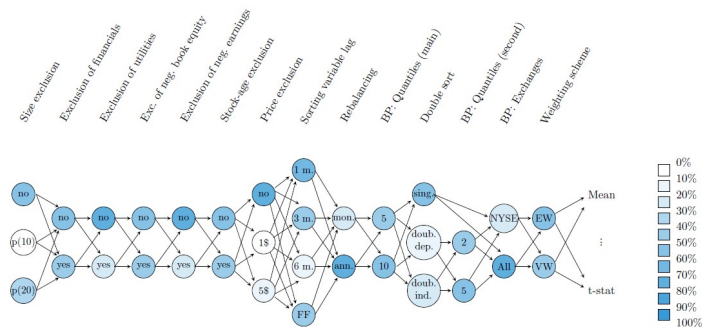 Size exclusion
Exclusion of financials
Exclusion of utilities
Exc. of neg. book equity
Exclusion of neg. earnings
Stock-age exclusion
Price exclusion
Sorting variable lag
Rebalancing
BP: Quantiles (main)
Double sort
BP: Quantiles (second)
BP: Exchanges
Weighting scheme
no
p(10)
p(20)
no
yes
no
yes
no
yes
no
yes
no
yes
no
1$
5$
1 m.
3 m.
6 m.
FF
mon.
ann.
5
10
sing.
doub.
dep.
doub.
ind.
2
5
NYSE
All
EW
VW
Mean
⋮
t-stat
0%
10%
20%
30%
40%
50%
60%
70%
80%
90%
100%